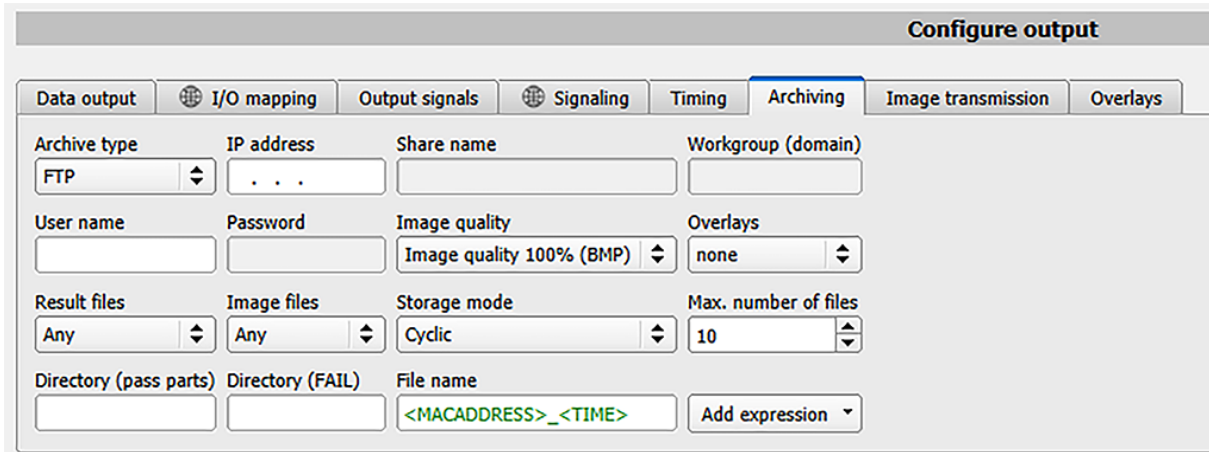 Configure output
Data output I/O mapping Output signals Signaling Timing Archiving Image transmission Overlays
Archive type IP address Share name Workgroup (domain)
FTP . . .
User name Password Image quality Overlays
Image quality 100% (BMP) none
Result files Image files Storage mode Max. number of files
Any Any Cyclic 10
Directory (pass parts) Directory (FAIL) File name
<MACADDRESS>_<TIME> Add expression